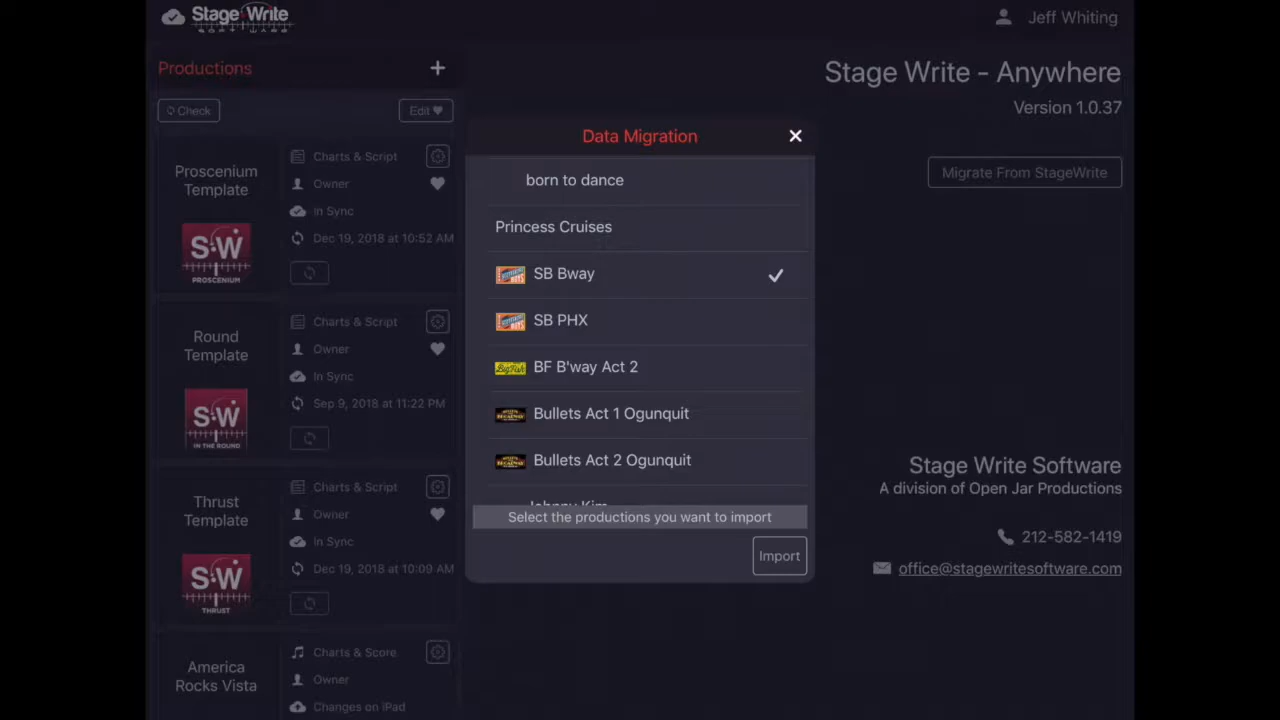 Stage Write
Jeff Whiting
Productions
+
Check
Edit
Proscenium
Template
S•W
PROSCENIUM
Charts & Script
Owner
In Sync
Dec 19, 2018 at 10:52 AM
Round
Template
S•W
IN THE ROUND
Charts & Script
Owner
In Sync
Sep 9, 2018 at 11:22 PM
Thrust
Template
S•W
THRUST
Charts & Script
Owner
In Sync
Dec 19, 2018 at 10:09 AM
America
Rocks Vista
Charts & Score
Owner
Changes on iPad
Data Migration
born to dance
Princess Cruises
SB Bway
SB PHX
Big Fish
BF B'way Act 2
Bullets Act 1 Ogunquit
Bullets Act 2 Ogunquit
Johnny Kim
Select the productions you want to import
Import
Stage Write - Anywhere
Version 1.0.37
Migrate From StageWrite
Stage Write Software
A division of Open Jar Productions
212-582-1419
office@stagewritesoftware.com